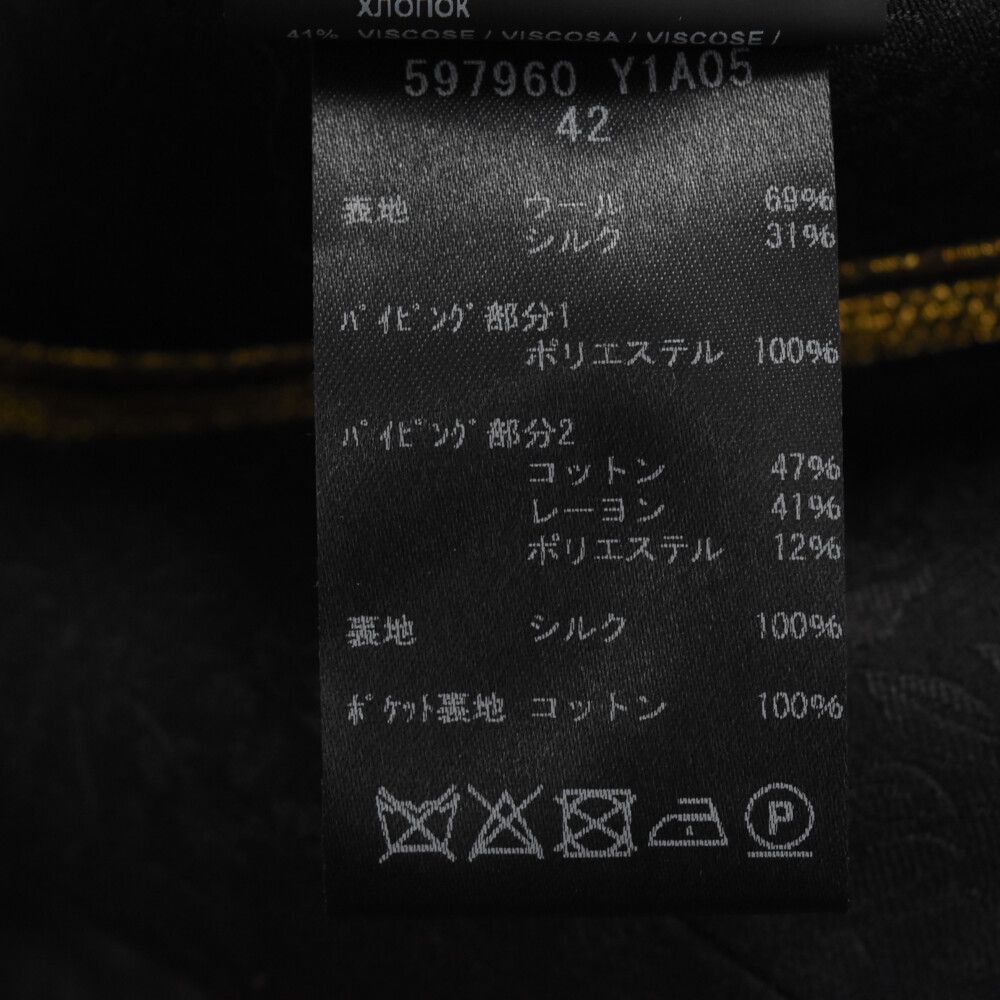 ХЛОПОК
41% VISCOSE / VISCOSA / VISCOSE /
597960 Y1A05
42
表地 ウール 69%
シルク 31%
パイピング部分1
ポリエステル 100%
パイピング部分2
コットン 47%
レーヨン 41%
ポリエステル 12%
裏地 シルク 100%
ポケット裏地 コットン 100%
P